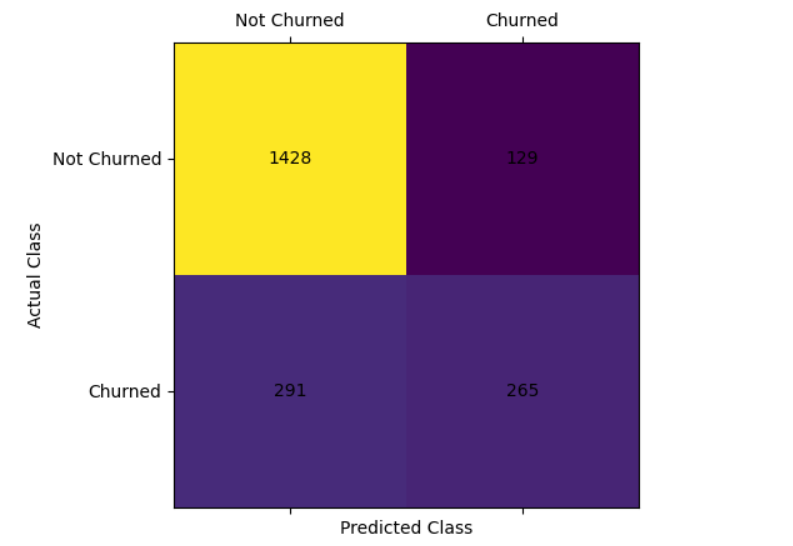 Not Churned Churned
Not Churned 1428 129
Actual Class
Churned 291 265
Predicted Class